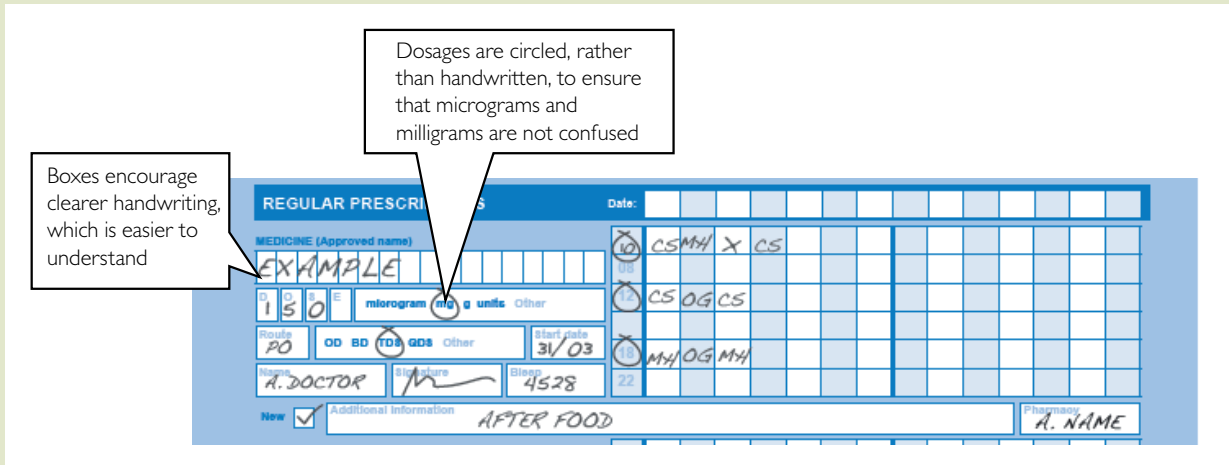 Dosages are circled, rather
than handwritten, to ensure
that micrograms and
milligrams are not confused
Boxes encourage
clearer handwriting,
which is easier to
understand
REGULAR PRESCRI S Date:
MEDICINE (Approved name)
EXAMPLE
10 CS MH X CS
08
DOSE 150 microgram mg g units Other
12 CS OG CS
Route PO OD BD TDS QDS Other Start date 31/03
18 MH OG MH
Name A. DOCTOR Signature Bleep 4528
22
New Additional Information AFTER FOOD Pharmacy A. NAME